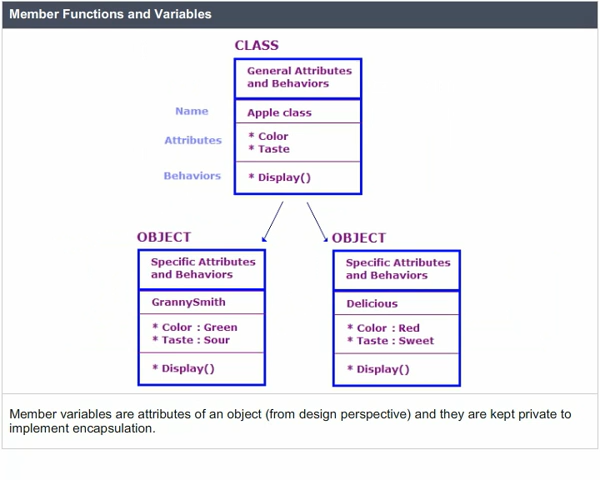 Member Functions and Variables
CLASS
General Attributes
and Behaviors
Name
Apple class
Attributes
* Color
* Taste
Behaviors
* Display()
OBJECT
Specific Attributes
and Behaviors
GrannySmith
* Color : Green
* Taste : Sour
* Display()
OBJECT
Specific Attributes
and Behaviors
Delicious
* Color : Red
* Taste : Sweet
* Display()
Member variables are attributes of an object (from design perspective) and they are kept private to
implement encapsulation.